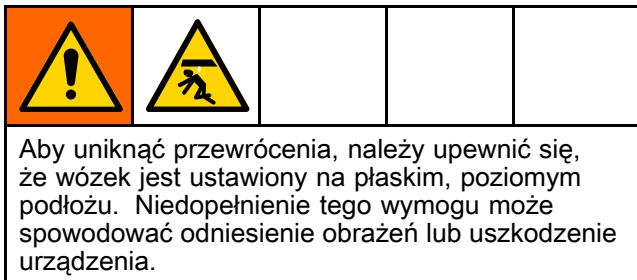 Aby uniknąć przewrócenia, należy upewnić się,
że wózek jest ustawiony na płaskim, poziomym
podłożu. Niedopełnienie tego wymogu może
spowodować odniesienie obrażeń lub uszkodzenie
urządzenia.